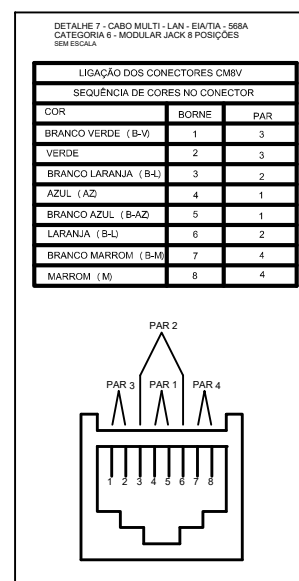 DETALHE 7 - CABO MULTI - LAN - EIA/TIA - 568A
CATEGORIA 6 - MODULAR JACK 8 POSIÇÕES
SEM ESCALA
LIGAÇÃO DOS CONECTORES CM8V
SEQUÊNCIA DE CORES NO CONECTOR
COR BORNE PAR
BRANCO VERDE ( B-V) 1 3
VERDE 2 3
BRANCO LARANJA ( B-L) 3 2
AZUL ( AZ) 4 1
BRANCO AZUL ( B-AZ) 5 1
LARANJA ( B-L) 6 2
BRANCO MARROM ( B-M) 7 4
MARROM ( M) 8 4
PAR 2
PAR 3 PAR 1 PAR 4
1 2 3 4 5 6 7 8